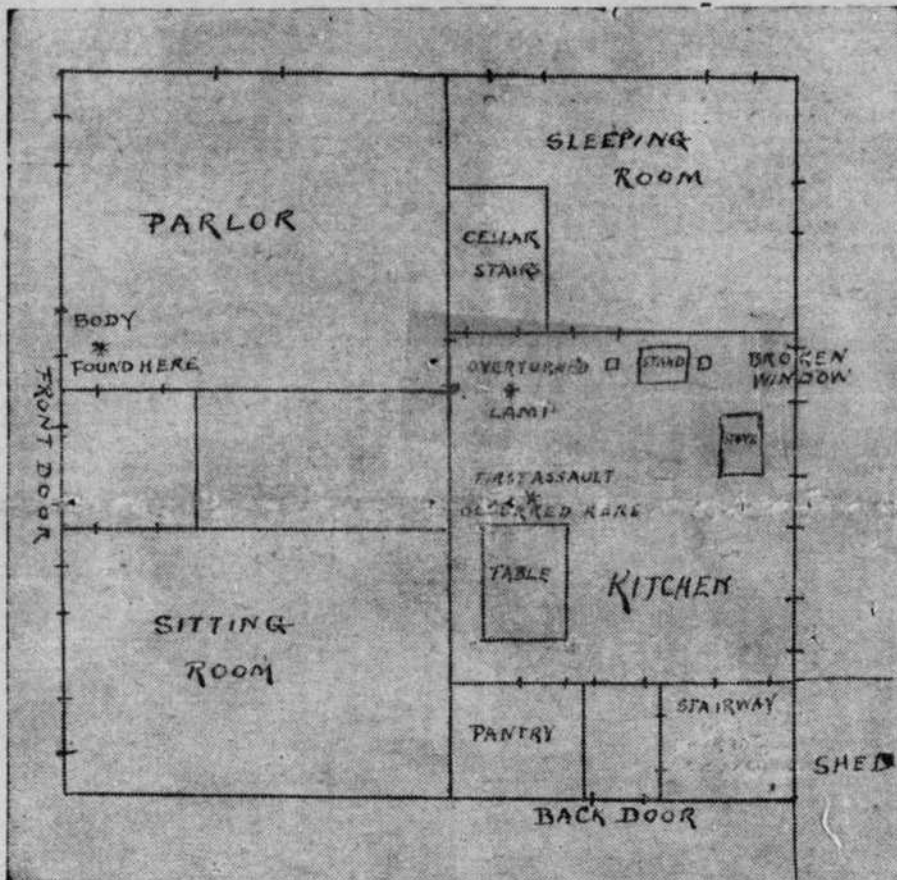 SLEEPING
ROOM
PARLOR
CELLAR
STAIRS
BODY
FOUND HERE
FRONT DOOR
OVERTURNED
LAMP
STAND
BROKEN
WINDOW
STOVE
FIRST ASSAULT
OCCURRED HERE
TABLE
KITCHEN
SITTING
ROOM
PANTRY
STAIRWAY
SHED
BACK DOOR